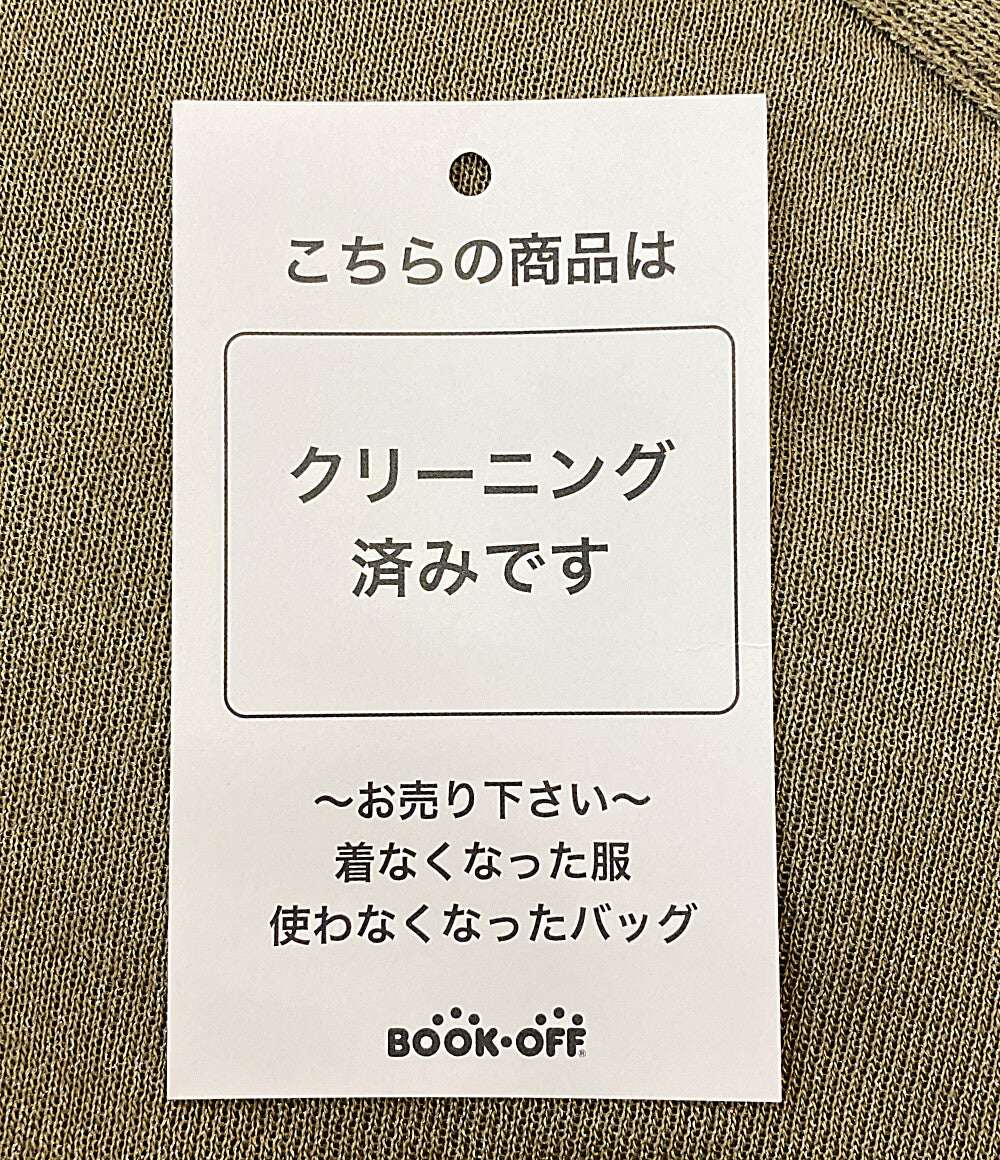 こちらの商品は
クリーニング
済みです
～お売り下さい～
着なくなった服
使わなくなったバッグ
BOOK・OFF®